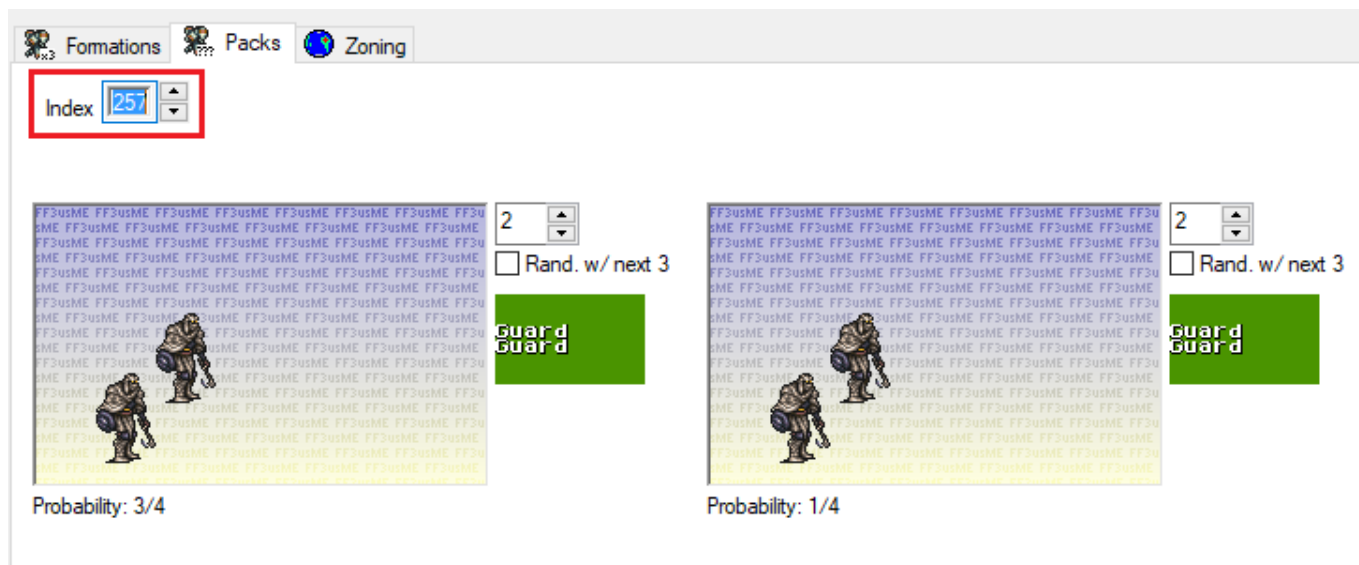 Formations Packs Zoning
Index 257
2 2
Rand. w/ next 3 Rand. w/ next 3
Guard Guard
Guard Guard
Probability: 3/4 Probability: 1/4